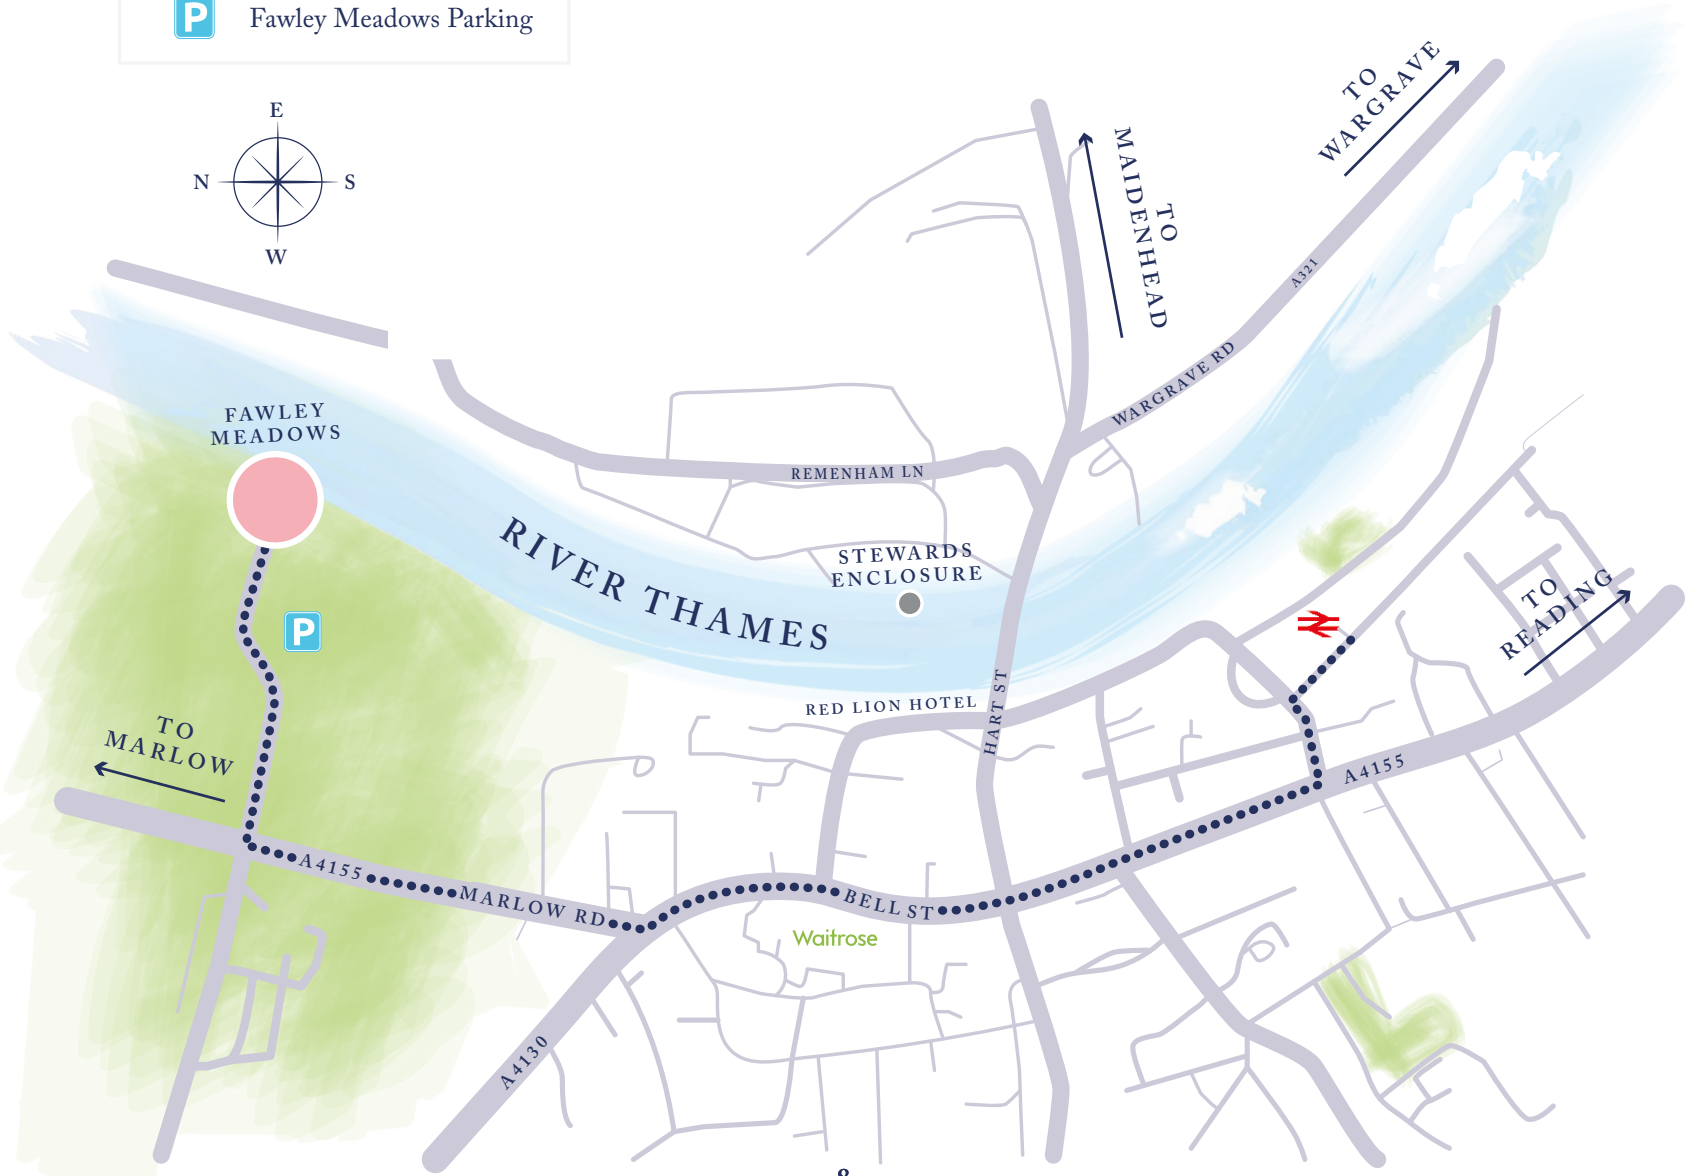 P Fawley Meadows Parking
E
N S
W
TO
WARGRAVE
TO
MAIDENHEAD
A321
WARGRAVE RD
FAWLEY
MEADOWS
REMENHAM LN
RIVER THAMES
STEWARDS
ENCLOSURE
P
TO
READING
RED LION HOTEL
HART ST
TO
MARLOW
A4155
A4155
MARLOW RD
BELL ST
Waitrose
A4130
8